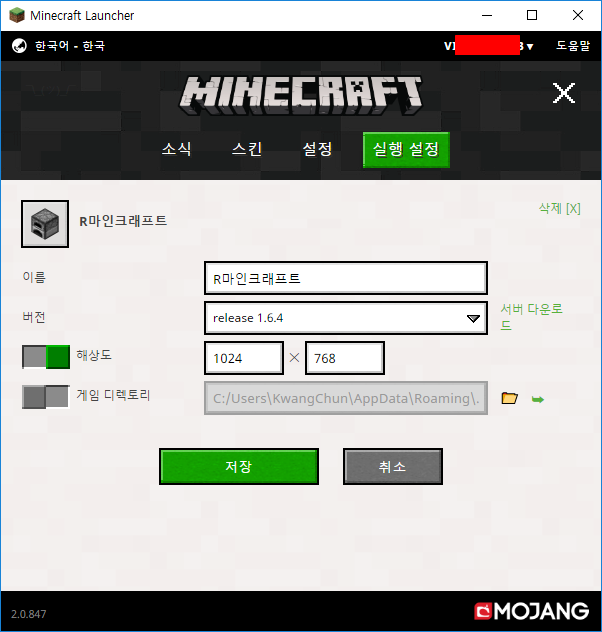 Minecraft Launcher
한국어 - 한국
도움말
MINECRAFT
소식 스킨 설정 실행 설정
R마인크래프트
삭제 [X]
이름 R마인크래프트
버전 release 1.6.4
서버 다운로
드
해상도 1024 × 768
게임 디렉토리 C:/Users\KwangChun\AppData\Roaming\.
저장 취소
2.0.847
MOJANG